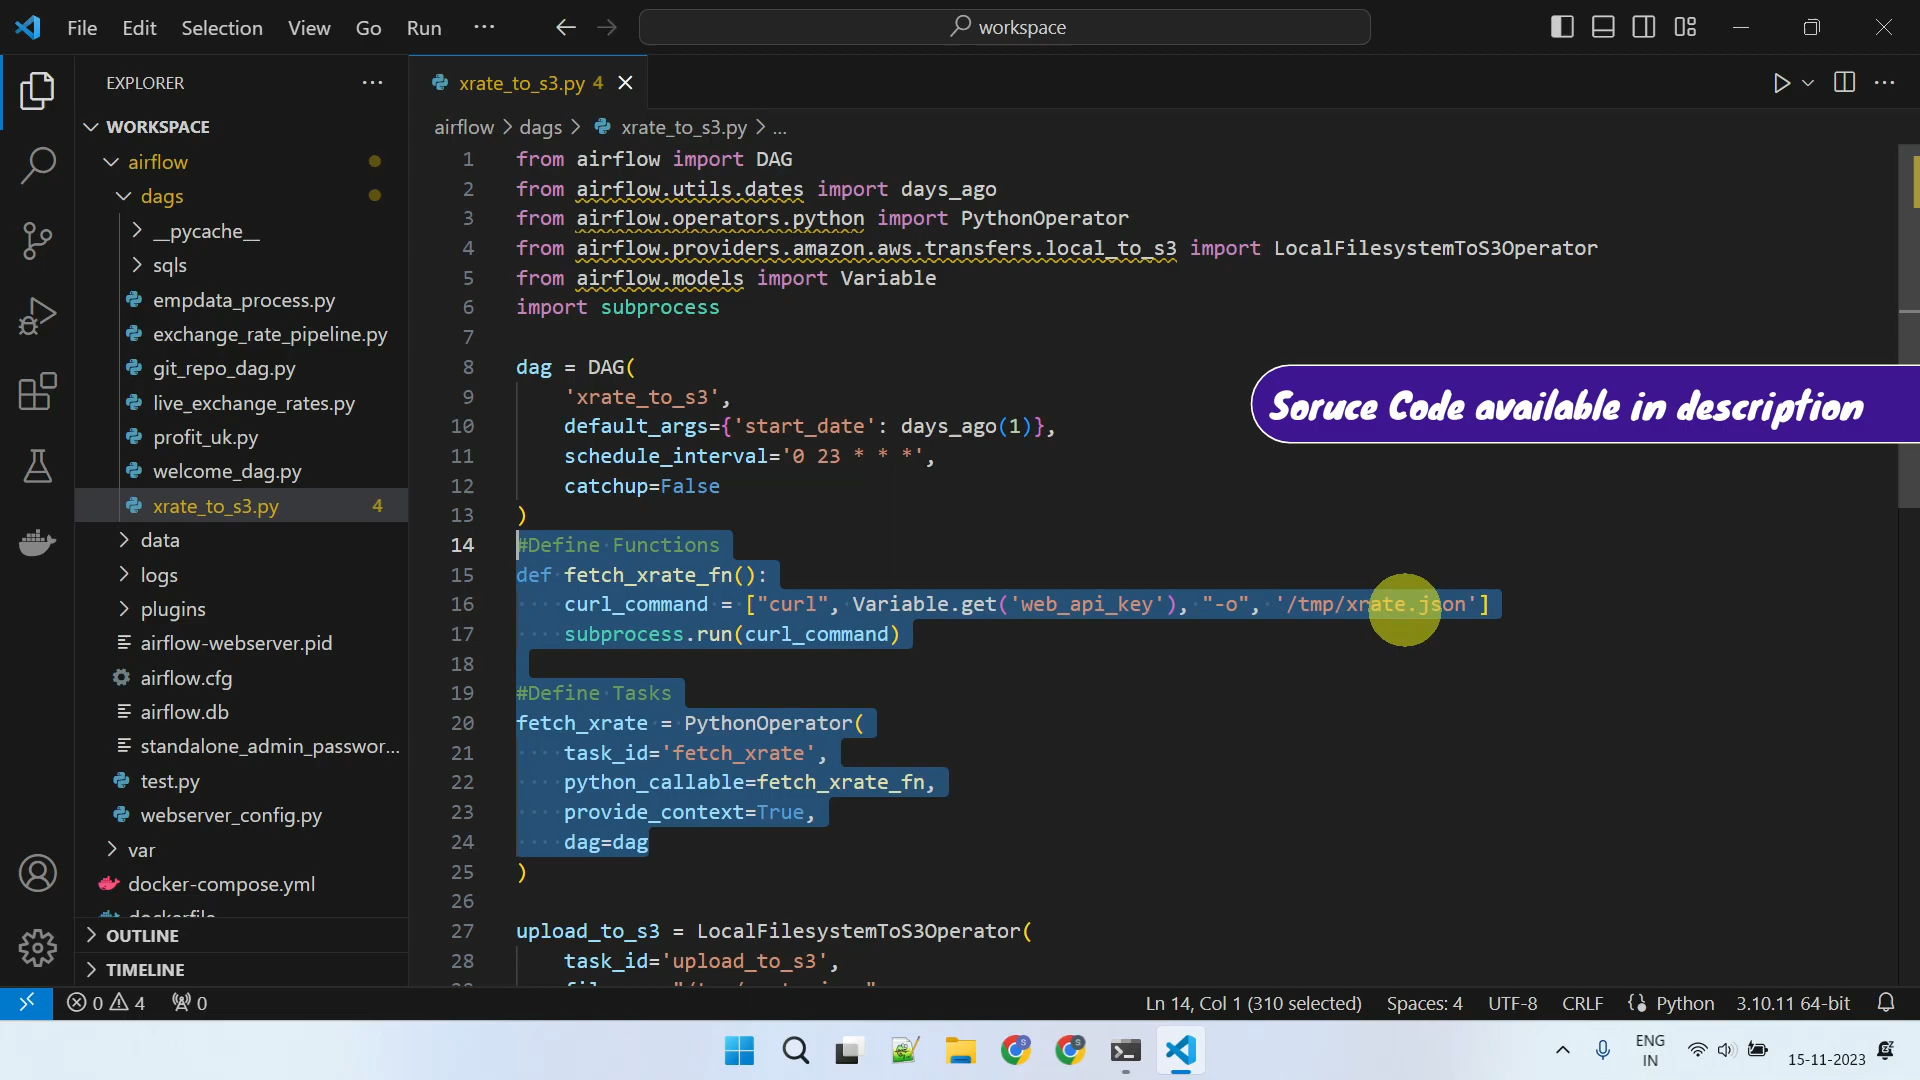 File Edit Selection View Go Run ··· workspace
EXPLORER ···
WORKSPACE
airflow
dags
__pycache__
sqls
empdata_process.py
exchange_rate_pipeline.py
git_repo_dag.py
live_exchange_rates.py
profit_uk.py
welcome_dag.py
xrate_to_s3.py 4
data
logs
plugins
airflow-webserver.pid
airflow.cfg
airflow.db
standalone_admin_passwor...
test.py
webserver_config.py
var
docker-compose.yml
dockerfile
OUTLINE
TIMELINE
xrate_to_s3.py 4
airflow > dags > xrate_to_s3.py > ...
1 from airflow import DAG
2 from airflow.utils.dates import days_ago
3 from airflow.operators.python import PythonOperator
4 from airflow.providers.amazon.aws.transfers.local_to_s3 import LocalFilesystemToS3Operator
5 from airflow.models import Variable
6 import subprocess
7
8 dag = DAG(
9 'xrate_to_s3',
10 default_args={'start_date': days_ago(1)},
11 schedule_interval='0 23 * * *',
12 catchup=False
13 )
14 #Define Functions
15 def fetch_xrate_fn():
16 curl_command = ["curl", Variable.get('web_api_key'), "-o", '/tmp/xrate.json']
17 subprocess.run(curl_command)
18
19 #Define Tasks
20 fetch_xrate = PythonOperator(
21 task_id='fetch_xrate',
22 python_callable=fetch_xrate_fn,
23 provide_context=True,
24 dag=dag
25 )
26
27 upload_to_s3 = LocalFilesystemToS3Operator(
28 task_id='upload_to_s3',
Soruce Code available in description
0 4 0 Ln 14, Col 1 (310 selected) Spaces: 4 UTF-8 CRLF Python 3.10.11 64-bit
ENG
IN
15-11-2023